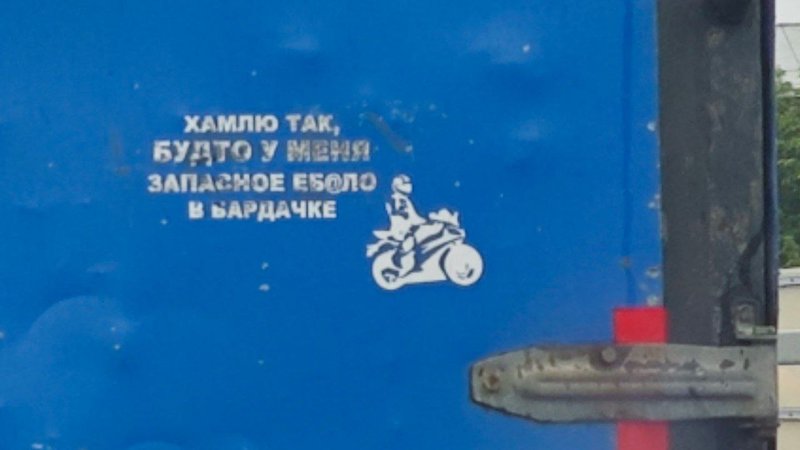 ХАМЛЮ ТАК,
БУДТО У МЕНЯ
ЗАПАСНОЕ ЕБ@ЛО
В БАРДАЧКЕ